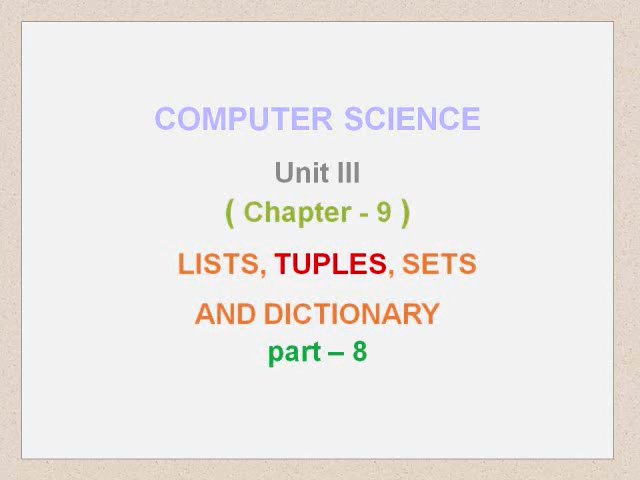 COMPUTER SCIENCE
Unit III
( Chapter - 9 )
LISTS, TUPLES, SETS
AND DICTIONARY
part – 8